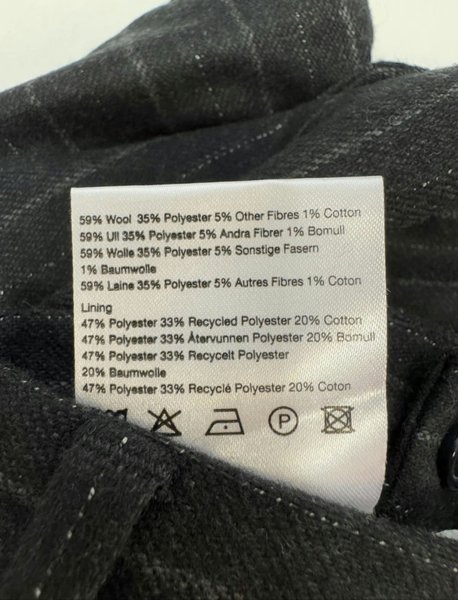 59% Wool 35% Polyester 5% Other Fibres 1% Cotton
59% Ull 35% Polyester 5% Andra Fibrer 1% Bomull
59% Wolle 35% Polyester 5% Sonstige Fasern
1% Baumwolle
59% Laine 35% Polyester 5% Autres Fibres 1% Coton
Lining
47% Polyester 33% Recycled Polyester 20% Cotton
47% Polyester 33% Återvunnen Polyester 20% Bomull
47% Polyester 33% Recycelt Polyester
20% Baumwolle
47% Polyester 33% Recyclé Polyester 20% Coton
P